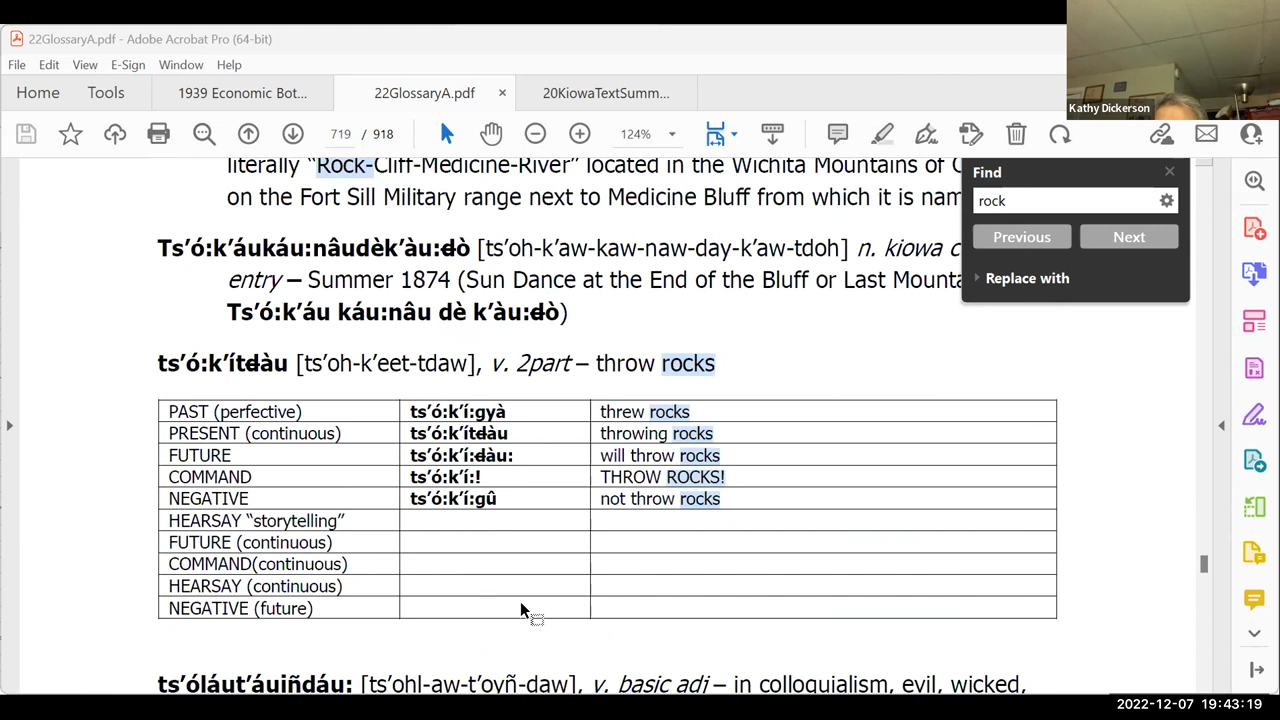 22GlossaryA.pdf - Adobe Acrobat Pro (64-bit)
File Edit View E-Sign Window Help
Home Tools 1939 Economic Bot... 22GlossaryA.pdf × 20KiowaTextSumm...
Kathy Dickerson
719 / 918 124%
literally “Rock-Cliff-Medicine-River” located in the Wichita Mountains of
on the Fort Sill Military range next to Medicine Bluff from which it is nam
Find
rock
Previous Next
Replace with
Ts’ó:k’áukáu:nâudèk’àu:đò [ts’oh-k’aw-kaw-naw-day-k’aw-tdoh] n. kiowa c
entry – Summer 1874 (Sun Dance at the End of the Bluff or Last Mounta
Ts’ó:k’áu káu:nâu dè k’àu:đò)
ts’ó:k’ítđàu [ts’oh-k’eet-tdaw], v. 2part – throw rocks
PAST (perfective) ts’ó:k’í:gyà threw rocks
PRESENT (continuous) ts’ó:k’ítđàu throwing rocks
FUTURE ts’ó:k’í:đàu: will throw rocks
COMMAND ts’ó:k’í:! THROW ROCKS!
NEGATIVE ts’ó:k’í:gû not throw rocks
HEARSAY “storytelling”
FUTURE (continuous)
COMMAND(continuous)
HEARSAY (continuous)
NEGATIVE (future)
ts’óláut’áuiñdáu: [ts’ohl-aw-t’oyñ-daw], v. basic adj – in colloquialism, evil, wicked,
2022-12-07 19:43:19